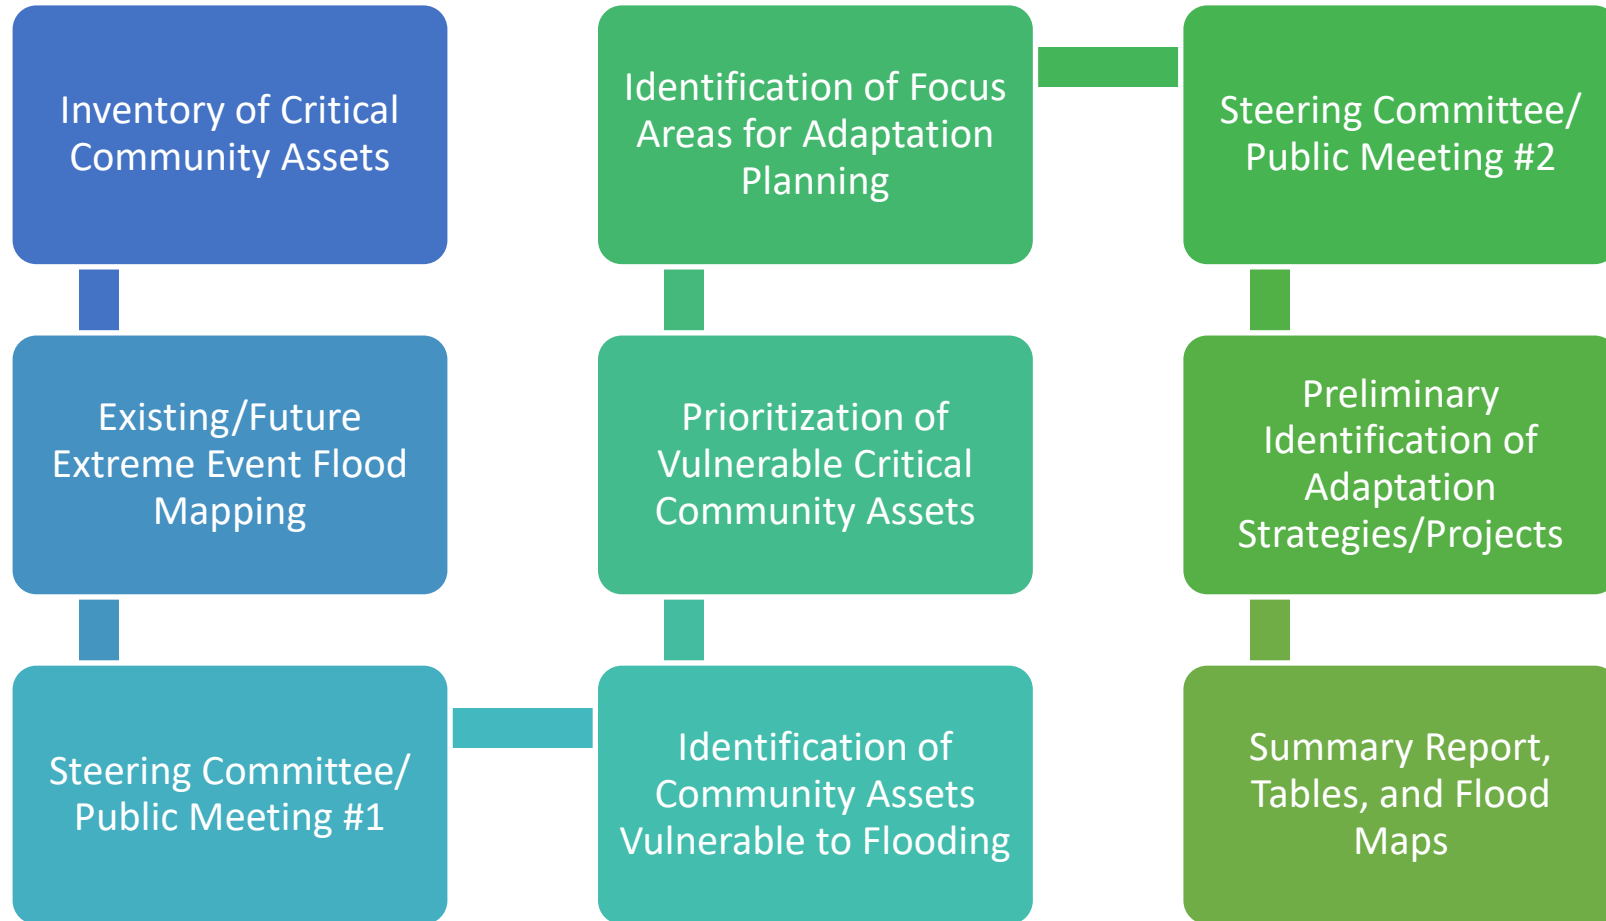 Inventory of Critical
Community Assets
Existing/Future
Extreme Event Flood
Mapping
Steering Committee/
Public Meeting #1
Identification of
Community Assets
Vulnerable to Flooding
Prioritization of
Vulnerable Critical
Community Assets
Identification of Focus
Areas for Adaptation
Planning
Steering Committee/
Public Meeting #2
Preliminary
Identification of
Adaptation
Strategies/Projects
Summary Report,
Tables, and Flood
Maps